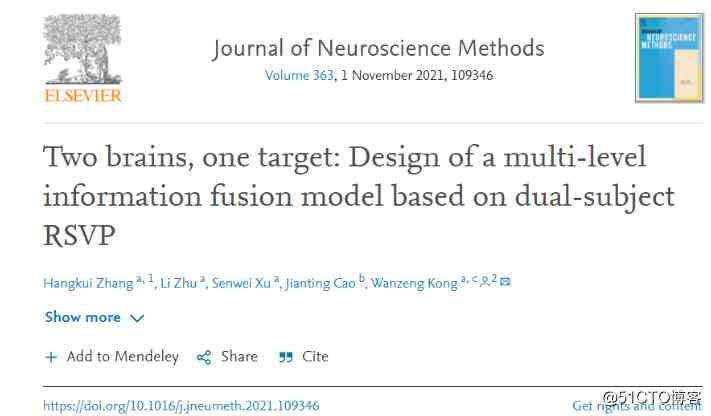 ELSEVIER
Journal of Neuroscience Methods
Volume 363, 1 November 2021, 109346
NEUROSCIENCE
METHODS
Two brains, one target: Design of a multi-level
information fusion model based on dual-subject
RSVP
Hangkui Zhang a, 1, Li Zhu a, Senwei Xu a, Jianting Cao b, Wanzeng Kong a, c 2
Show more
Add to Mendeley Share Cite
https://doi.org/10.1016/j.jneumeth.2021.109346 Get rights and content
@51CTO博客